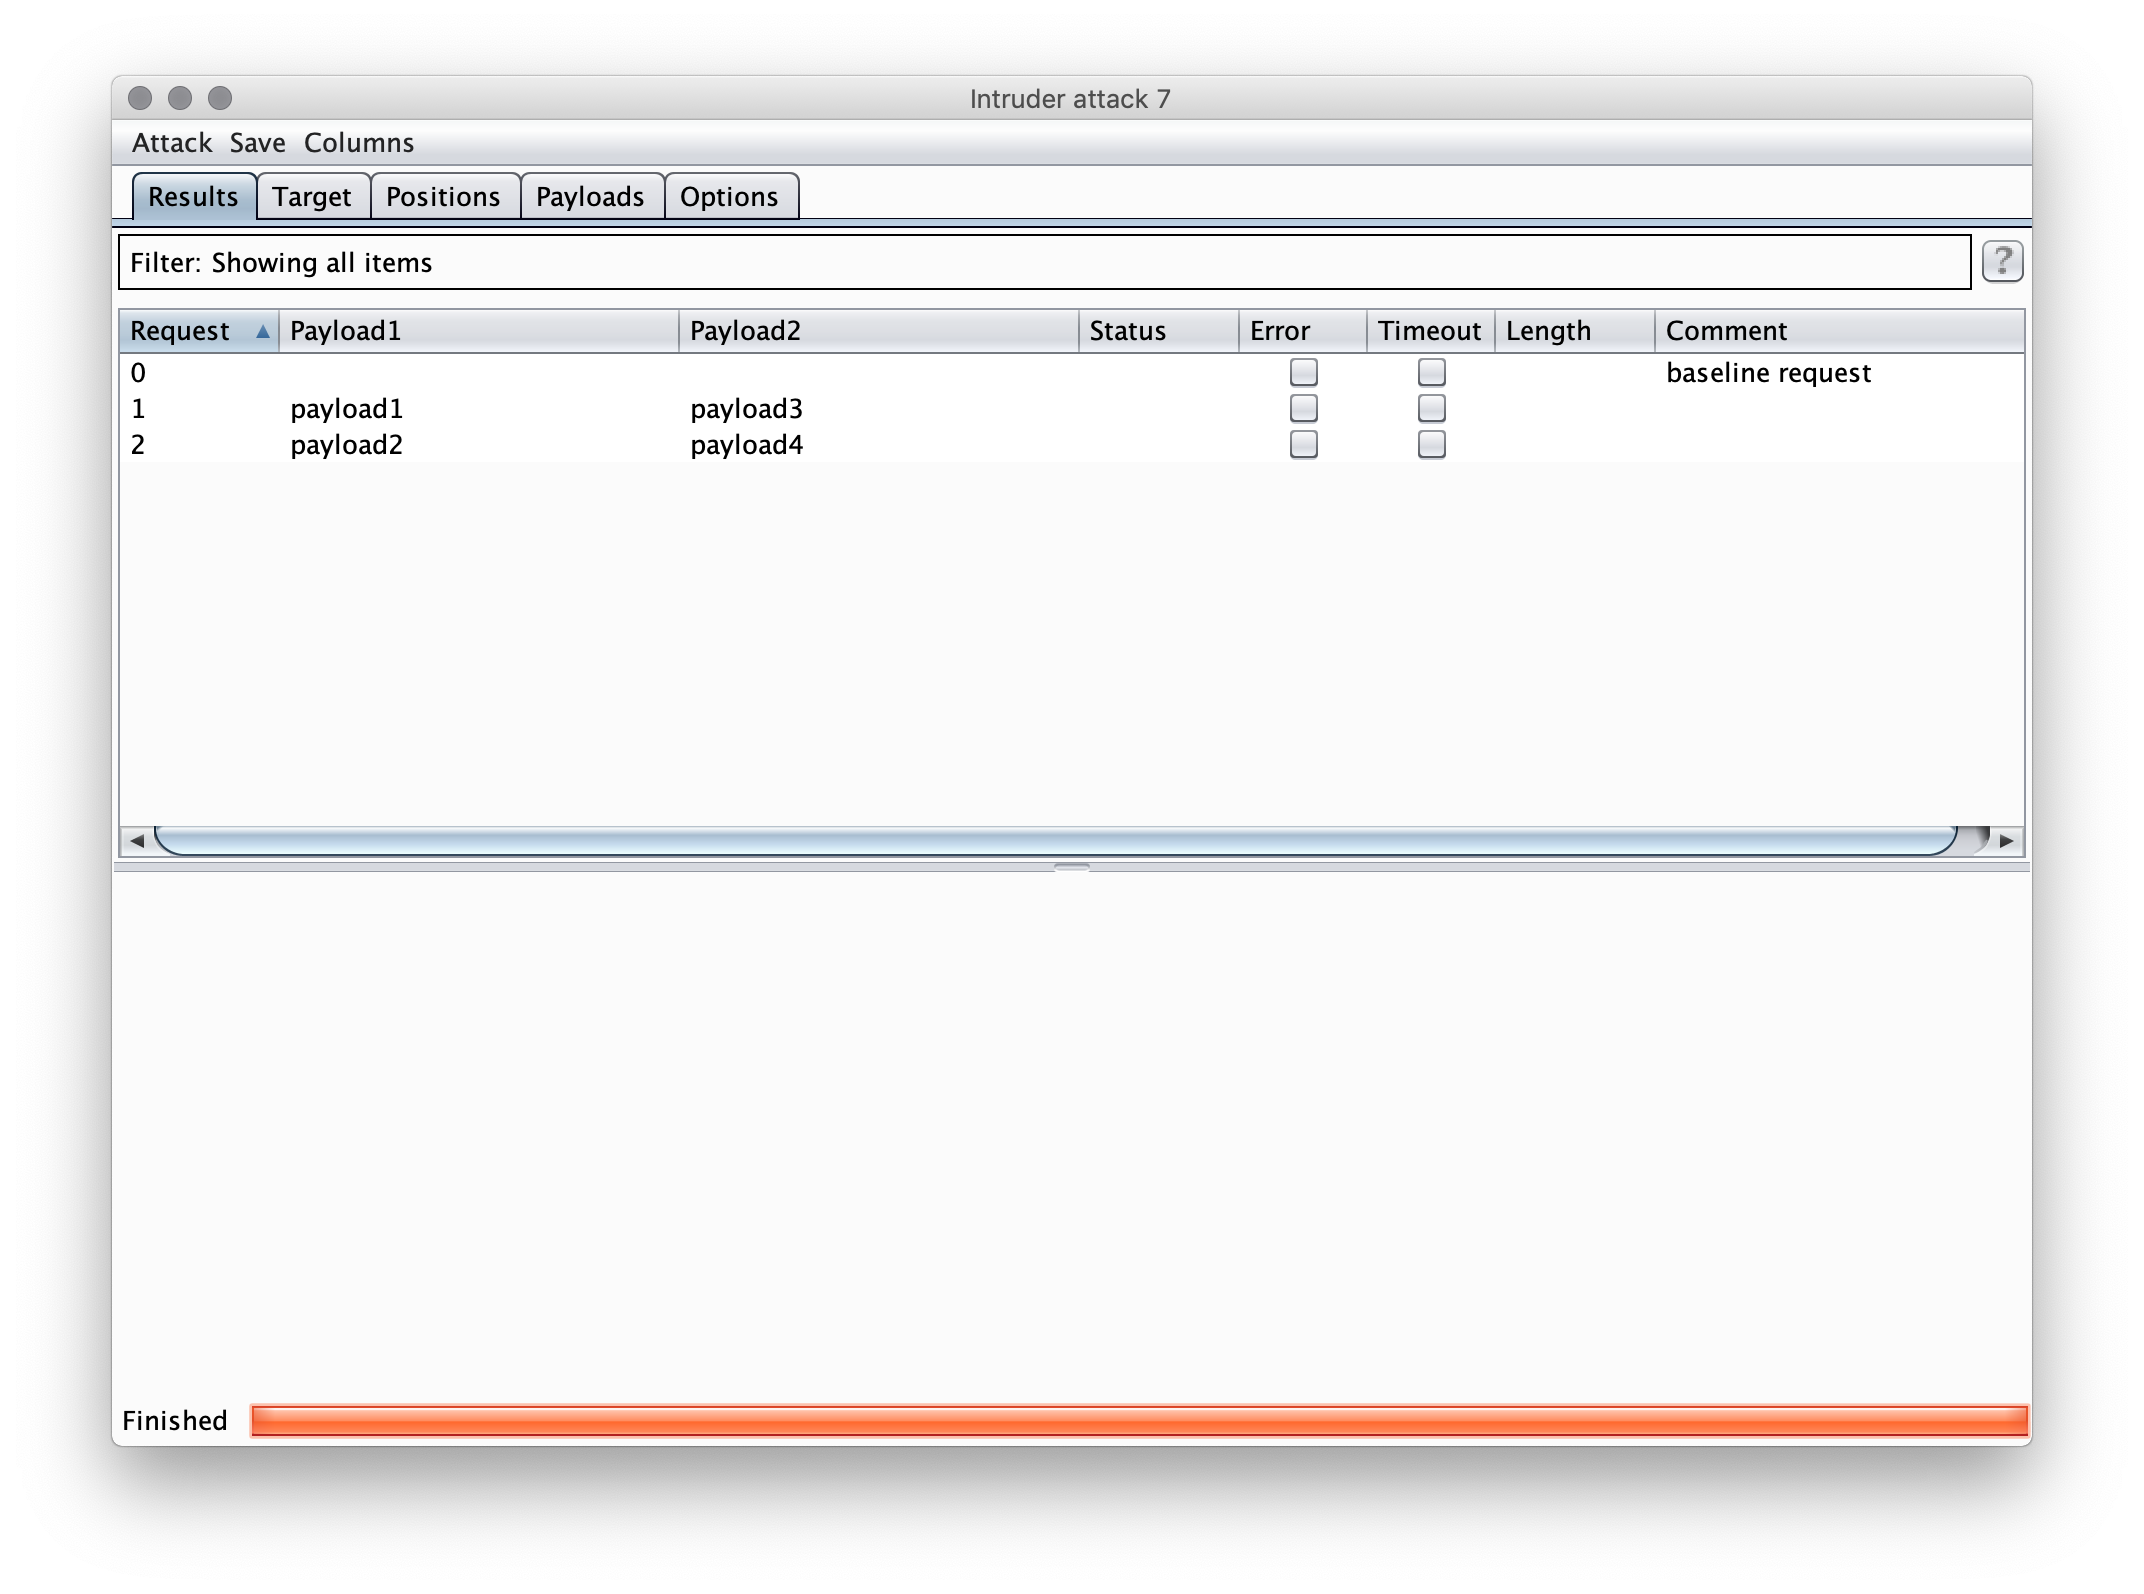 Intruder attack 7
Attack Save Columns
Results Target Positions Payloads Options
Filter: Showing all items ?
Request ▲ Payload1 Payload2 Status Error Timeout Length Comment
0 baseline request
1 payload1 payload3
2 payload2 payload4
Finished